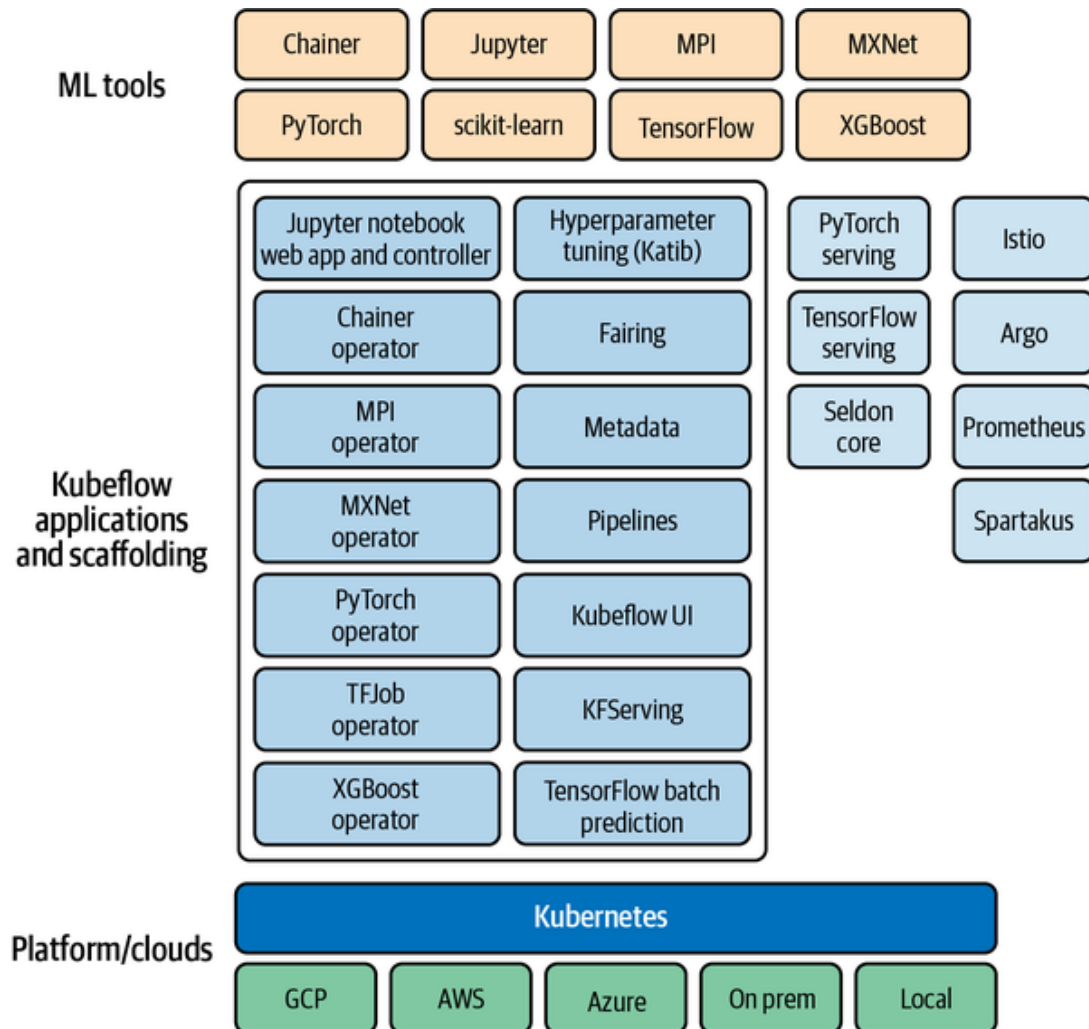 ML tools
Chainer
Jupyter
MPI
MXNet
PyTorch
scikit-learn
TensorFlow
XGBoost
Kubeflow
applications
and scaffolding
Jupyter notebook
web app and controller
Hyperparameter
tuning (Katib)
PyTorch
serving
Istio
Chainer
operator
Fairing
TensorFlow
serving
Argo
MPI
operator
Metadata
Seldon
core
Prometheus
MXNet
operator
Pipelines
Spartakus
PyTorch
operator
Kubeflow UI
TFJob
operator
KFServing
XGBoost
operator
TensorFlow batch
prediction
Platform/clouds
Kubernetes
GCP
AWS
Azure
On prem
Local